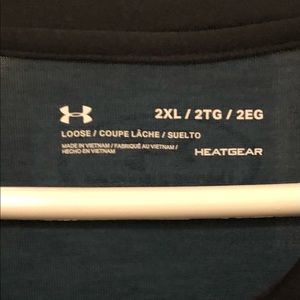 2XL / 2TG / 2EG
LOOSE / COUPE LÂCHE / SUELTO
MADE IN VIETNAM / FABRIQUÉ AU VIETNAM /
HECHO EN VIETNAM
HEATGEAR